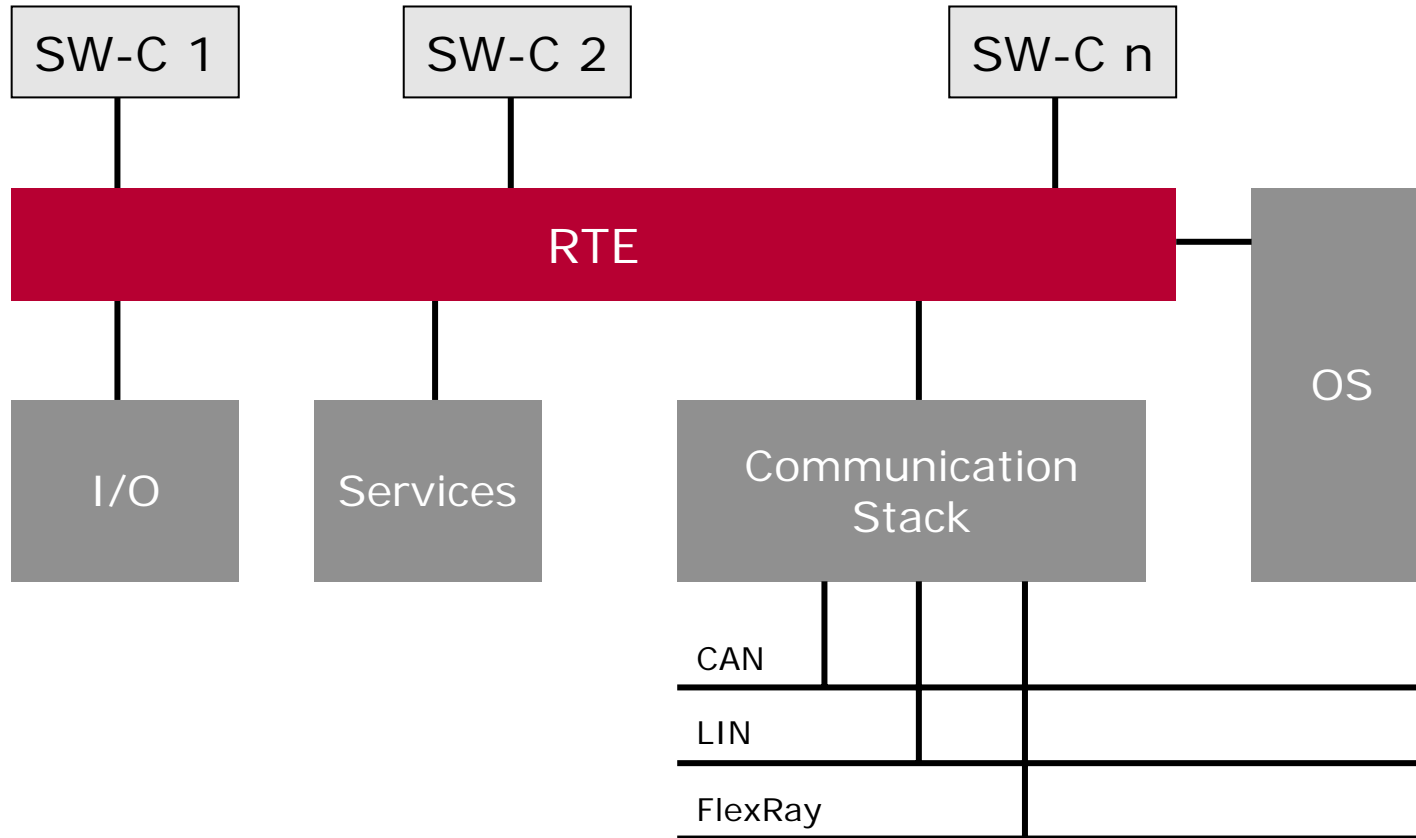 SW-C 1
SW-C 2
SW-C n
RTE
OS
I/O
Services
Communication
Stack
CAN
LIN
FlexRay